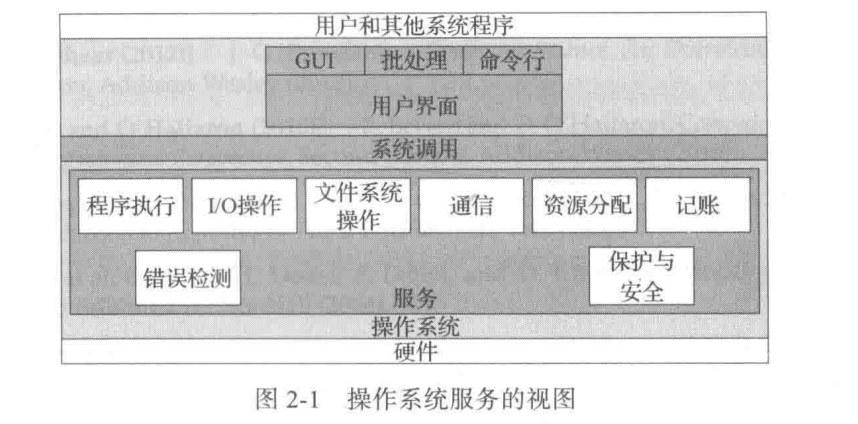 用户和其他系统程序
GUI 批处理 命令行
用户界面
系统调用
程序执行 I/O操作 文件系统操作 通信 资源分配 记账
错误检测 保护与安全
服务
操作系统
硬件
图 2-1 操作系统服务的视图